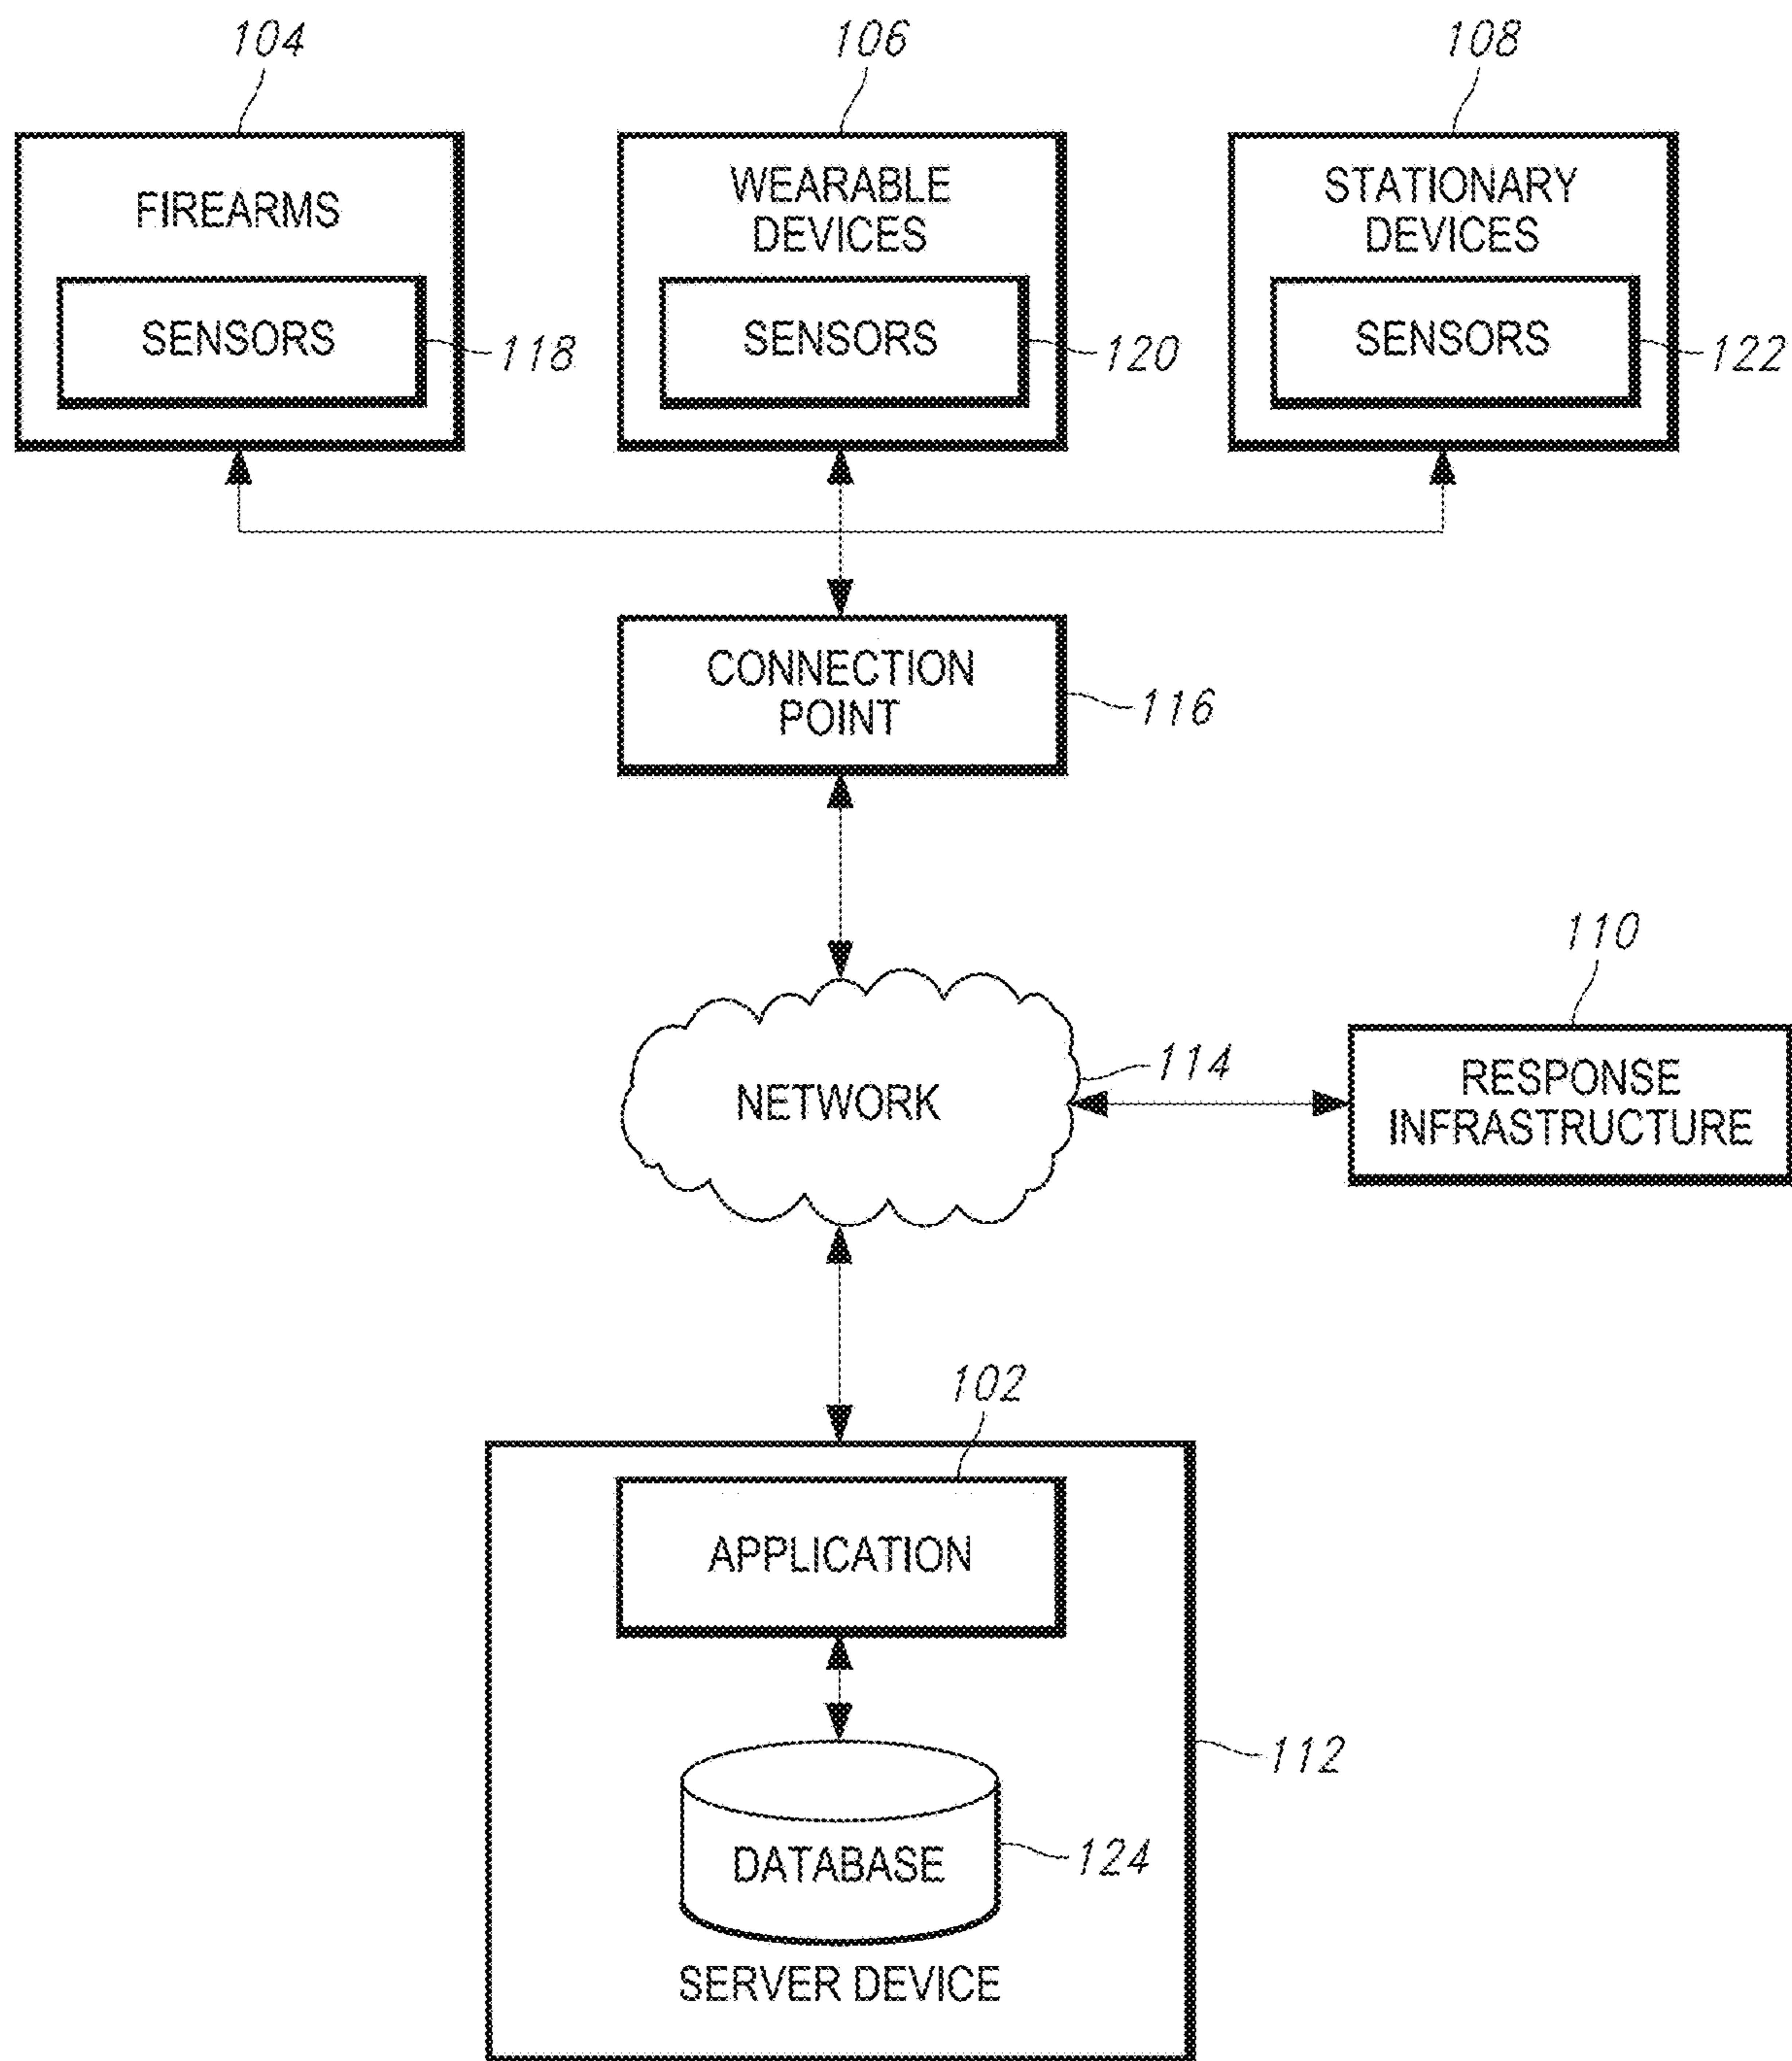 104
106
108
FIREARMS
WEARABLE
DEVICES
STATIONARY
DEVICES
SENSORS
118
SENSORS
120
SENSORS
122
CONNECTION
POINT
116
110
NETWORK
114
RESPONSE
INFRASTRUCTURE
102
APPLICATION
112
DATABASE
124
SERVER DEVICE